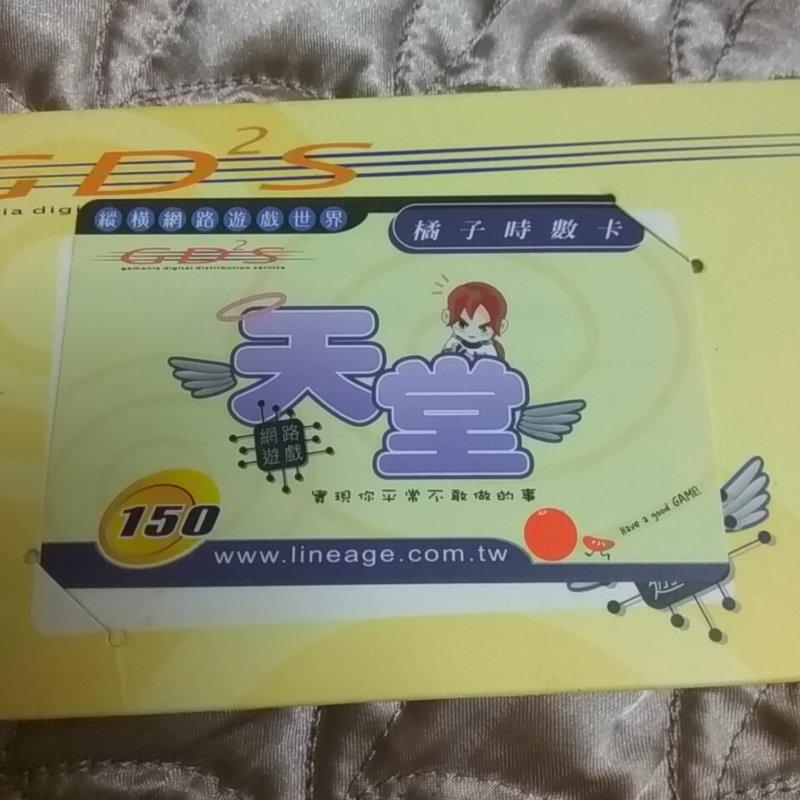 GD²S
ia digi
縱橫網路遊戲世界
橘子時數卡
GD²S
gamania digital distribution service
天堂
網路
遊戲
實現你平常不敢做的事
150
Have a good GAME!
www.lineage.com.tw